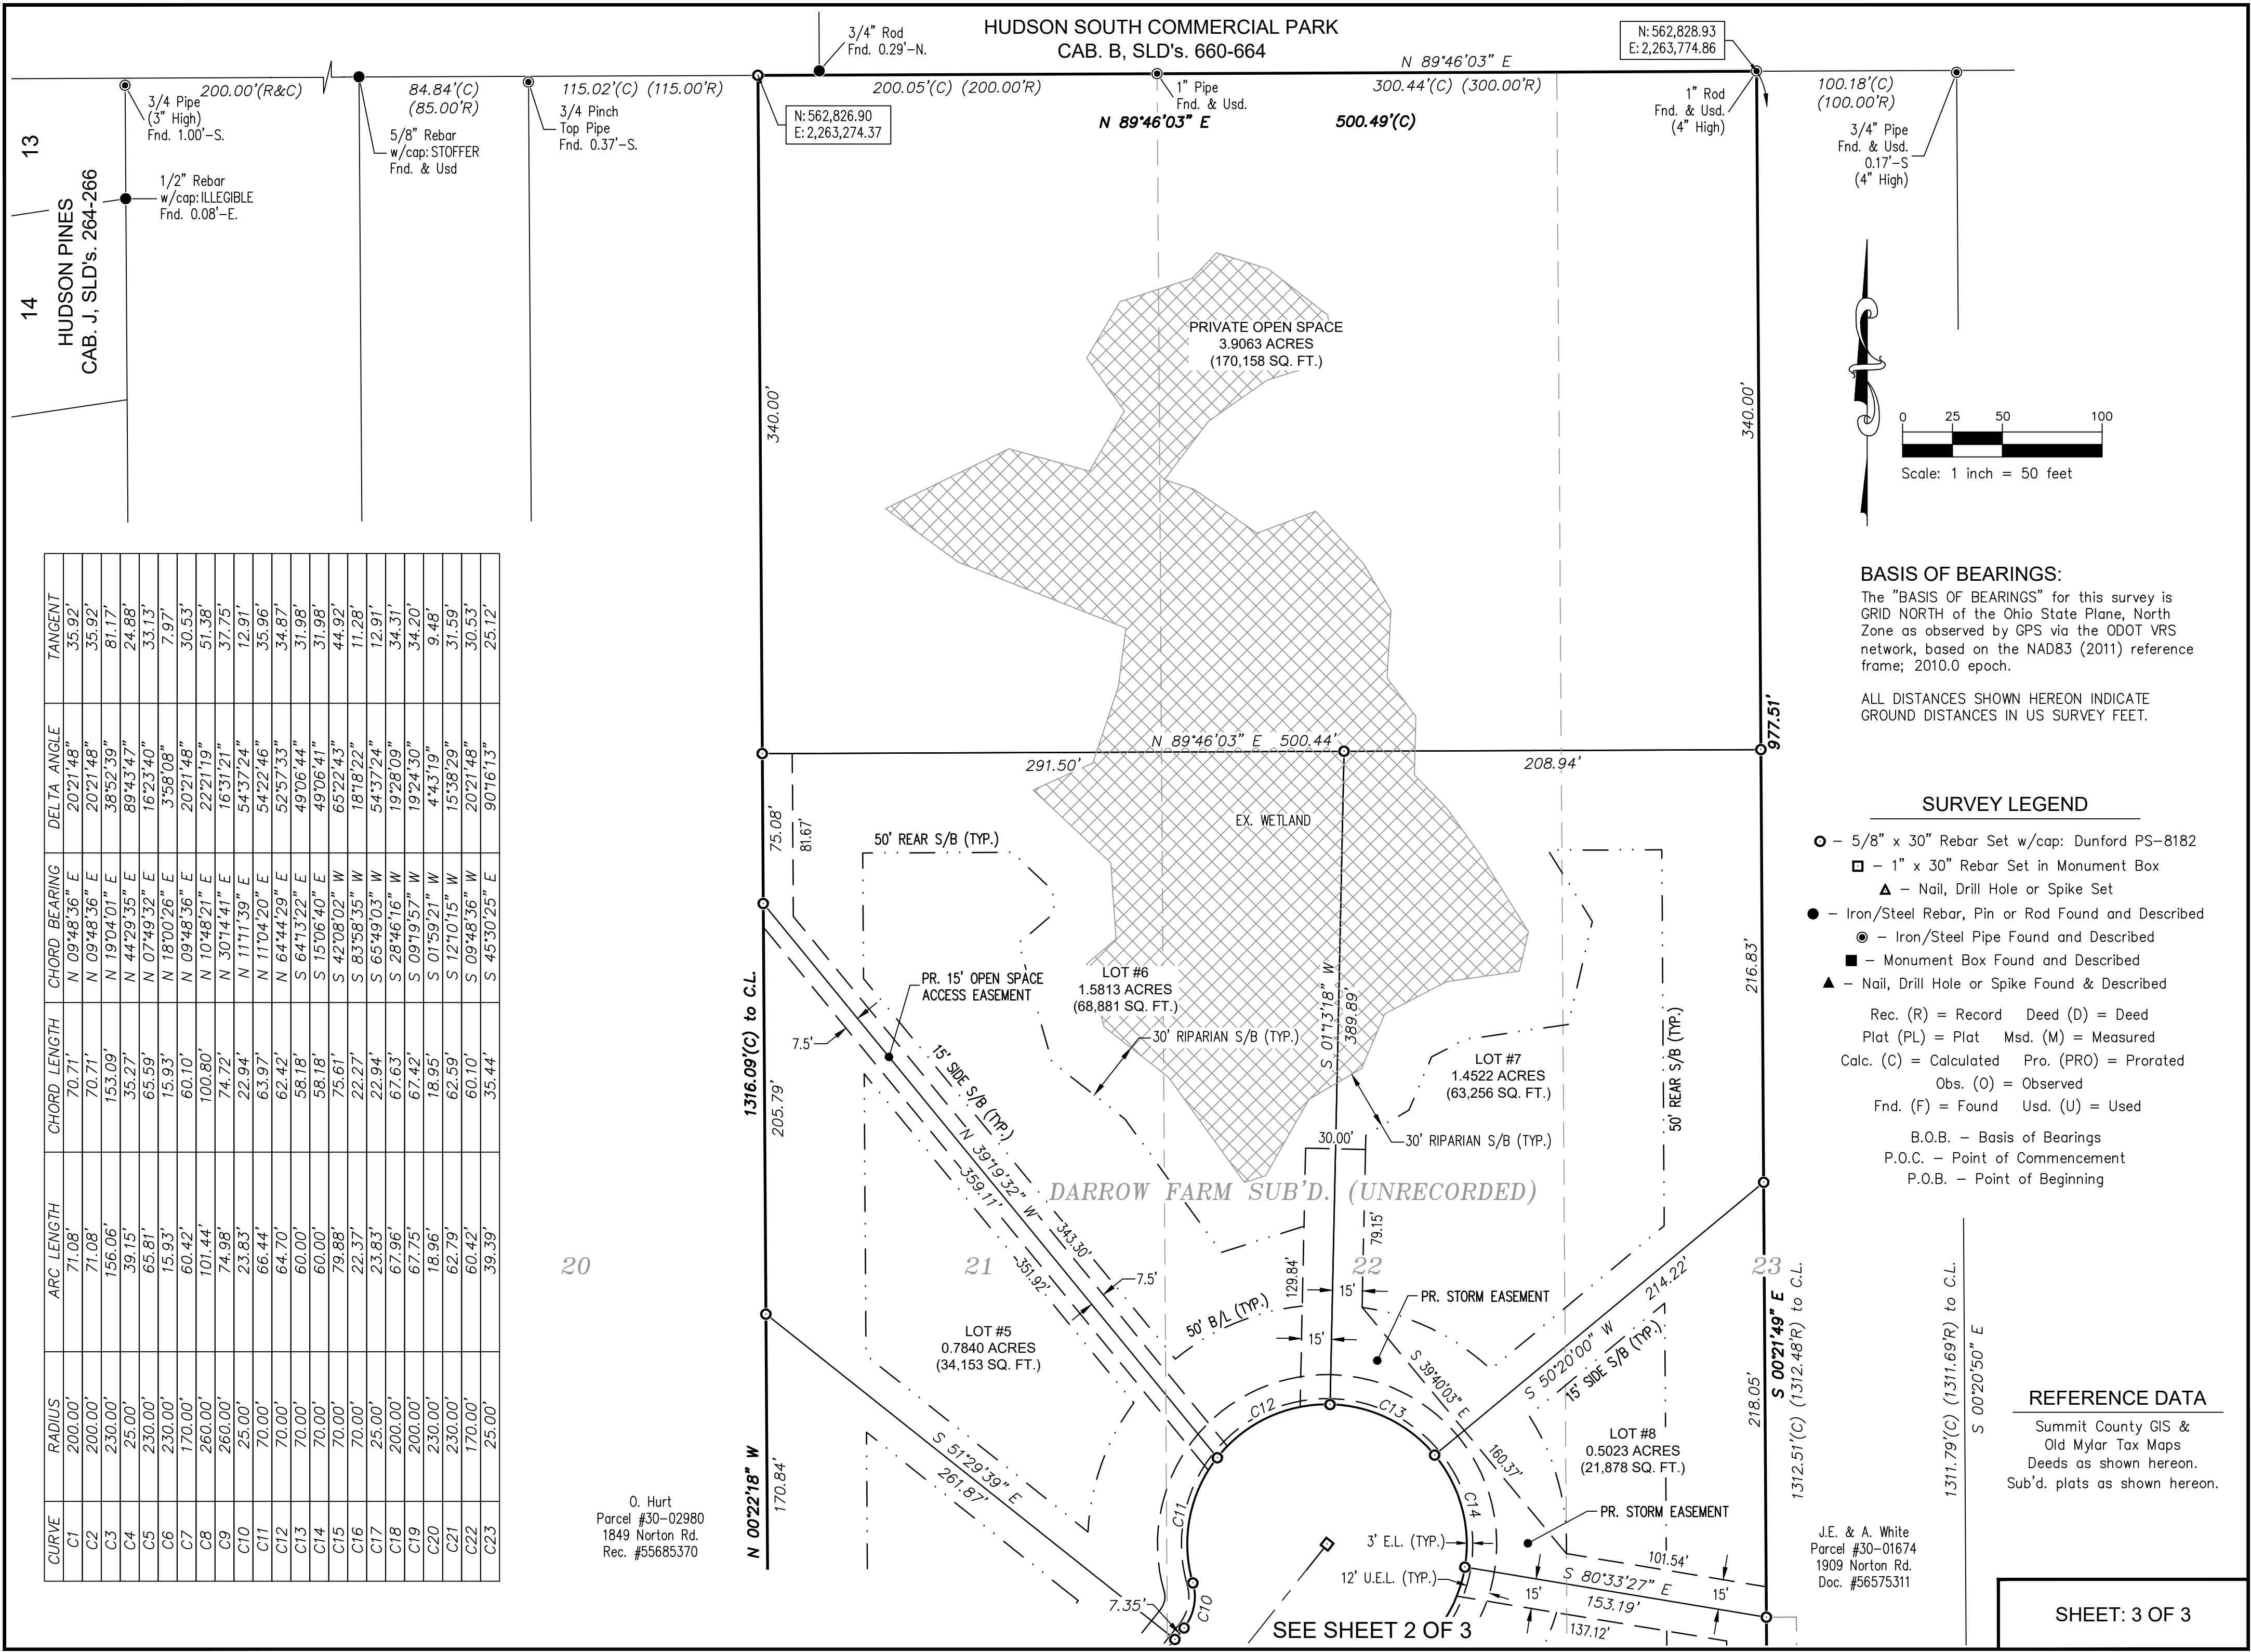 HUDSON SOUTH COMMERCIAL PARK
CAB. B, SLD's. 660-664
N 89°46'03" E
N: 562,828.93
E: 2,263,774.86
3/4" Rod
Fnd. 0.29'-N.
200.00'(R&C)
84.84'(C)
(85.00'R)
115.02'(C) (115.00'R)
200.05'(C) (200.00'R)
300.44'(C) (300.00'R)
100.18'(C)
(100.00'R)
3/4 Pipe
(3" High)
Fnd. 1.00'-S.
5/8" Rebar
w/cap: STOFFER
Fnd. & Usd
3/4 Pinch
Top Pipe
Fnd. 0.37'-S.
N: 562,826.90
E: 2,263,274.37
1" Pipe
Fnd. & Usd.
N 89°46'03" E 500.49'(C)
1" Rod
Fnd. & Usd.
(4" High)
3/4" Pipe
Fnd. & Usd.
0.17'-S
(4" High)
1/2" Rebar
w/cap: ILLEGIBLE
Fnd. 0.08'-E.
13
14
HUDSON PINES
CAB. J, SLD's. 264-266
PRIVATE OPEN SPACE
3.9063 ACRES
(170,158 SQ. FT.)
340.00'
340.00'
0 25 50 100
Scale: 1 inch = 50 feet
BASIS OF BEARINGS:
The "BASIS OF BEARINGS" for this survey is
GRID NORTH of the Ohio State Plane, North
Zone as observed by GPS via the ODOT VRS
network, based on the NAD83 (2011) reference
frame; 2010.0 epoch.
ALL DISTANCES SHOWN HEREON INDICATE
GROUND DISTANCES IN US SURVEY FEET.
CURVE RADIUS ARC LENGTH CHORD LENGTH CHORD BEARING DELTA ANGLE TANGENT
C1 200.00' 71.08' 70.71' N 09°48'36" E 20°21'48" 35.92'
C2 200.00' 71.08' 70.71' N 09°48'36" E 20°21'48" 35.92'
C3 230.00' 156.06' 153.09' N 19°04'01" E 38°52'39" 81.17'
C4 25.00' 39.15' 35.27' N 44°29'35" E 89°43'47" 24.88'
C5 230.00' 65.81' 65.59' N 07°49'32" E 16°23'40" 33.13'
C6 230.00' 15.93' 15.93' N 18°00'26" E 3°58'08" 7.97'
C7 170.00' 60.42' 60.10' N 09°48'36" E 20°21'48" 30.53'
C8 260.00' 101.44' 100.80' N 10°48'21" E 22°21'19" 51.38'
C9 260.00' 74.98' 74.72' N 30°14'41" E 16°31'21" 37.75'
C10 25.00' 23.83' 22.94' N 11°11'39" E 54°37'24" 12.91'
C11 70.00' 66.44' 63.97' N 11°04'20" E 54°22'46" 35.96'
C12 70.00' 64.70' 62.42' N 64°44'29" E 52°57'33" 34.87'
C13 70.00' 60.00' 58.18' S 64°13'22" E 49°06'44" 31.98'
C14 70.00' 60.00' 58.18' S 15°06'40" E 49°06'41" 31.98'
C15 70.00' 79.88' 75.61' S 42°08'02" W 65°22'43" 44.92'
C16 70.00' 22.37' 22.27' S 83°58'35" W 18°18'22" 11.28'
C17 25.00' 23.83' 22.94' S 65°49'03" W 54°37'24" 12.91'
C18 200.00' 67.96' 67.63' S 28°46'16" W 19°28'09" 34.31'
C19 200.00' 67.75' 67.42' S 09°19'57" W 19°24'30" 34.20'
C20 230.00' 18.96' 18.95' S 01°59'21" W 4°43'19" 9.48'
C21 230.00' 62.79' 62.59' S 12°10'15" W 15°38'29" 31.59'
C22 170.00' 60.42' 60.10' S 09°48'36" W 20°21'48" 30.53'
C23 25.00' 39.39' 35.44' S 45°30'25" E 90°16'13" 25.12'
N 89°46'03" E 500.44'
291.50'
208.94'
977.51'
EX. WETLAND
75.08'
81.67'
50' REAR S/B (TYP.)
SURVEY LEGEND
- 5/8" x 30" Rebar Set w/cap: Dunford PS-8182
- 1" x 30" Rebar Set in Monument Box
- Nail, Drill Hole or Spike Set
- Iron/Steel Rebar, Pin or Rod Found and Described
- Iron/Steel Pipe Found and Described
- Monument Box Found and Described
- Nail, Drill Hole or Spike Found & Described
Rec. (R) = Record Deed (D) = Deed
Plat (PL) = Plat Msd. (M) = Measured
Calc. (C) = Calculated Pro. (PRO) = Prorated
Obs. (O) = Observed
Fnd. (F) = Found Usd. (U) = Used
B.O.B. - Basis of Bearings
P.O.C. - Point of Commencement
P.O.B. - Point of Beginning
1316.09'(C) to C.L.
205.79'
PR. 15' OPEN SPACE
ACCESS EASEMENT
LOT #6
1.5813 ACRES
(68,881 SQ. FT.)
S 01°13'18" W
389.89'
216.83'
50' REAR S/B (TYP.)
7.5'
15' SIDE S/B (TYP.)
30' RIPARIAN S/B (TYP.)
LOT #7
1.4522 ACRES
(63,256 SQ. FT.)
30.00'
30' RIPARIAN S/B (TYP.)
N 39°19'32" W
359.11'
343.30'
351.92'
DARROW FARM SUB'D. (UNRECORDED)
20
21
22
23
79.15'
129.84'
7.5'
15'
15'
50' B/L (TYP.)
PR. STORM EASEMENT
214.22'
S 50°20'00" W
15' SIDE S/B (TYP.)
LOT #5
0.7840 ACRES
(34,153 SQ. FT.)
S 39°40'03" E
160.37'
C12
C13
C11
C14
C10
218.05'
S 00°21'49" E
1312.51'(C) (1312.48'R) to C.L.
1311.79'(C) (1311.69'R) to C.L.
S 00°20'50" E
REFERENCE DATA
Summit County GIS &
Old Mylar Tax Maps
Deeds as shown hereon.
Sub'd. plats as shown hereon.
LOT #8
0.5023 ACRES
(21,878 SQ. FT.)
S 51°29'39" E
261.87'
N 00°22'18" W
170.84'
O. Hurt
Parcel #30-02980
1849 Norton Rd.
Rec. #55685370
PR. STORM EASEMENT
3' E.L. (TYP.)
12' U.E.L. (TYP.)
101.54'
S 80°33'27" E
153.19'
15'
15'
137.12'
7.35'
J.E. & A. White
Parcel #30-01674
1909 Norton Rd.
Doc. #56575311
SEE SHEET 2 OF 3
SHEET: 3 OF 3